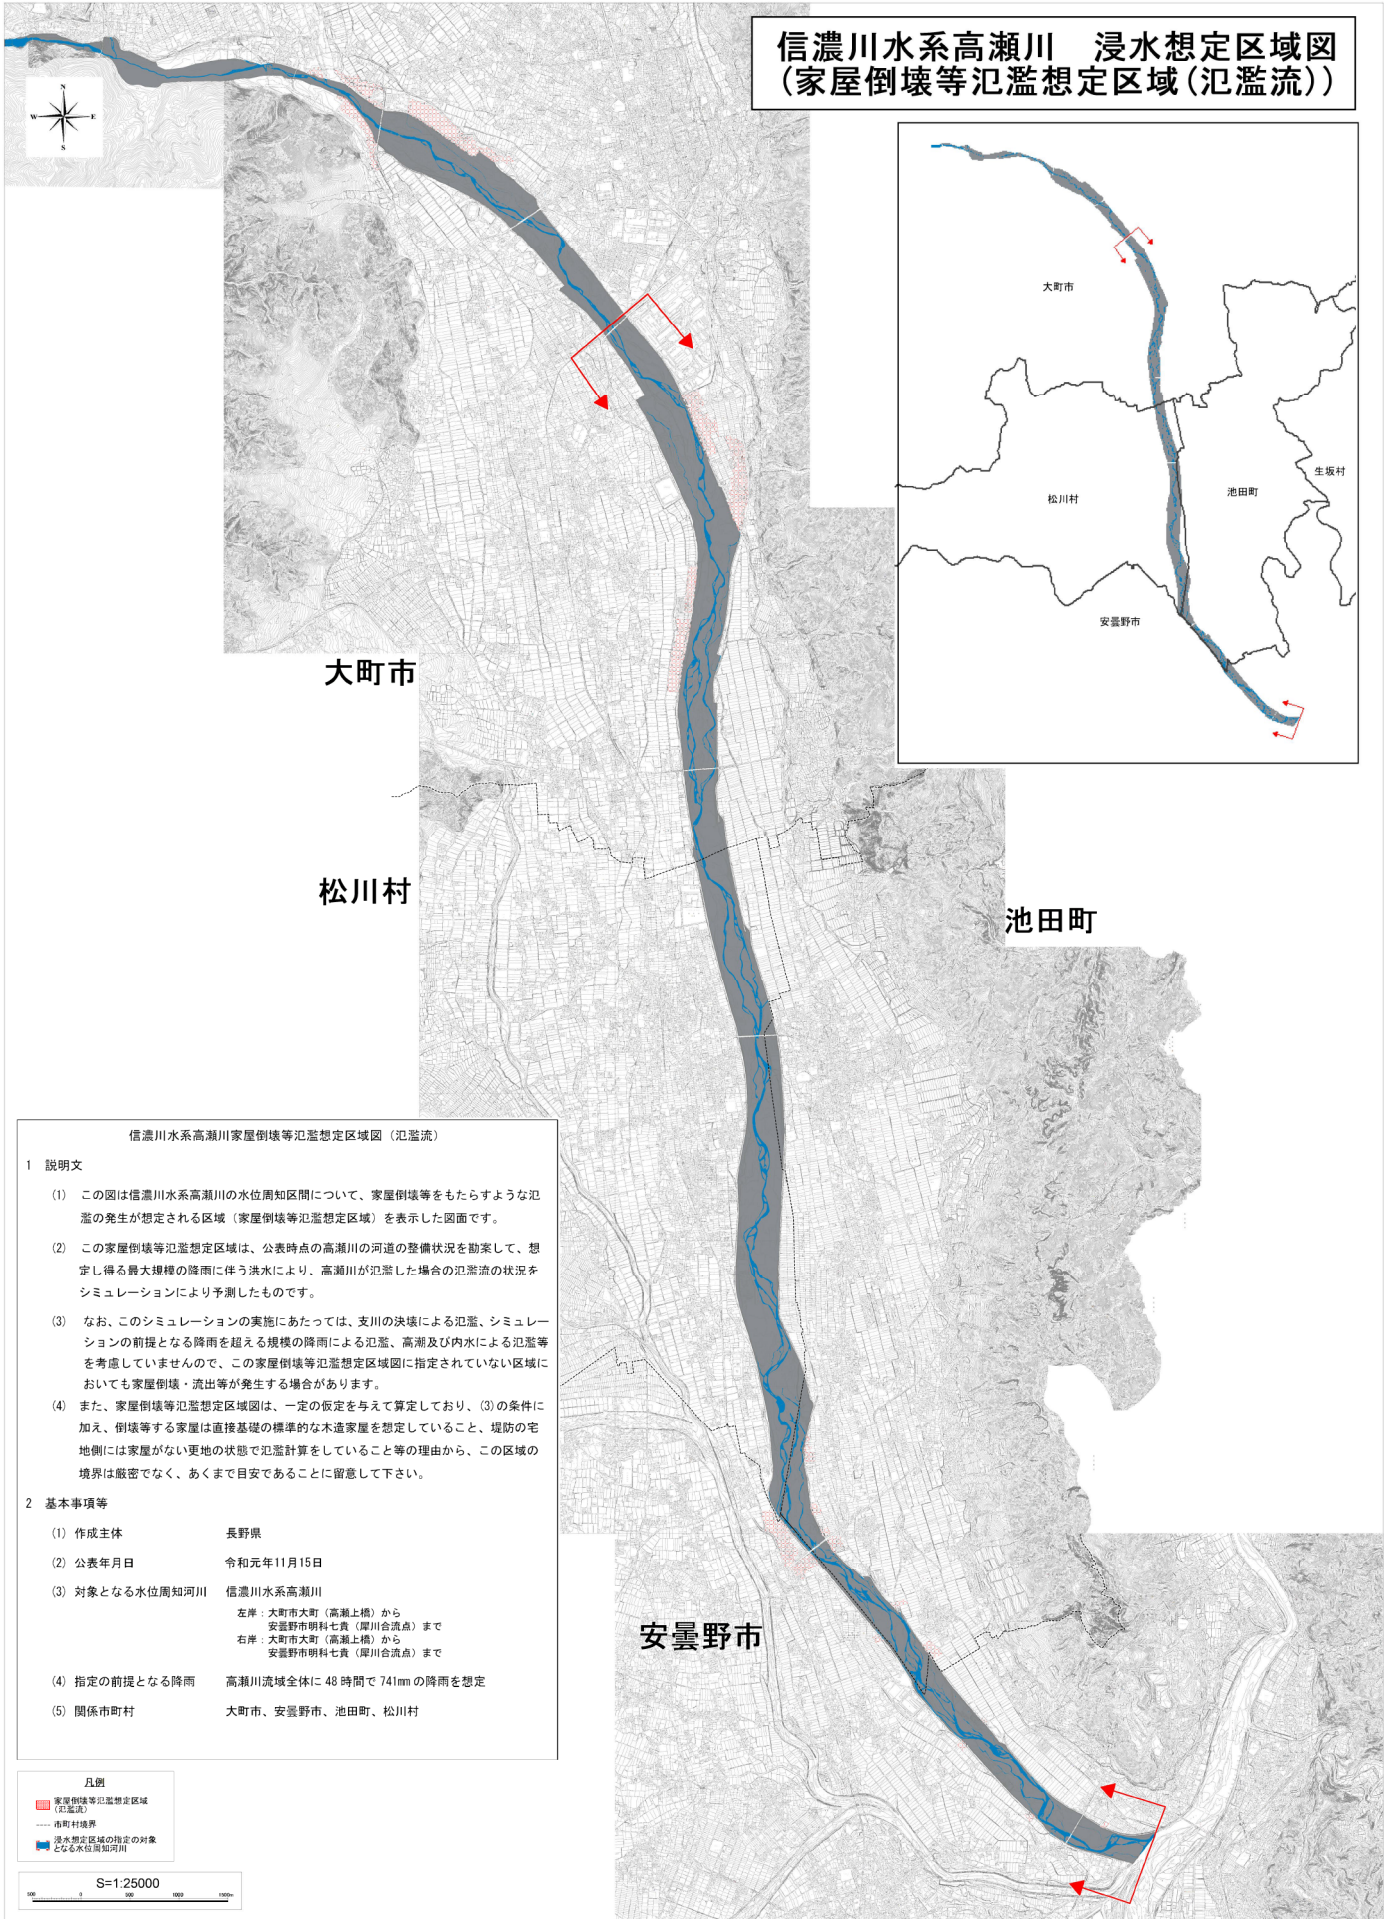 信濃川水系高瀬川　浸水想定区域図
(家屋倒壊等氾濫想定区域(氾濫流))
N
W
E
S
大町市
松川村
池田町
生坂村
安曇野市
大町市
松川村
池田町
安曇野市
信濃川水系高瀬川家屋倒壊等氾濫想定区域図（氾濫流）
1　説明文
(1)　この図は信濃川水系高瀬川の水位周知区間について、家屋倒壊等をもたらすような氾
濫の発生が想定される区域（家屋倒壊等氾濫想定区域）を表示した図面です。
(2)　この家屋倒壊等氾濫想定区域は、公表時点の高瀬川の河道の整備状況を勘案して、想
定し得る最大規模の降雨に伴う洪水により、高瀬川が氾濫した場合の氾濫流の状況を
シミュレーションにより予測したものです。
(3)　なお、このシミュレーションの実施にあたっては、支川の決壊による氾濫、シミュレー
ションの前提となる降雨を超える規模の降雨による氾濫、高潮及び内水による氾濫等
を考慮していませんので、この家屋倒壊等氾濫想定区域図に指定されていない区域に
おいても家屋倒壊・流出等が発生する場合があります。
(4)　また、家屋倒壊等氾濫想定区域図は、一定の仮定を与えて算定しており、(3)の条件に
加え、倒壊等する家屋は直接基礎の標準的な木造家屋を想定していること、堤防の宅
地側には家屋がない更地の状態で氾濫計算をしていること等の理由から、この区域の
境界は厳密でなく、あくまで目安であることに留意して下さい。
2　基本事項等
(1) 作成主体　長野県
(2) 公表年月日　令和元年11月15日
(3) 対象となる水位周知河川　信濃川水系高瀬川
左岸：大町市大町（高瀬上橋）から
安曇野市明科七貴（犀川合流点）まで
右岸：大町市大町（高瀬上橋）から
安曇野市明科七貴（犀川合流点）まで
(4) 指定の前提となる降雨　高瀬川流域全体に 48 時間で 741mm の降雨を想定
(5) 関係市町村　大町市、安曇野市、池田町、松川村
凡例
家屋倒壊等氾濫想定区域
(氾濫流)
市町村境界
浸水想定区域の指定の対象
となる水位周知河川
S=1:25000
500 0 500 1000 1500m